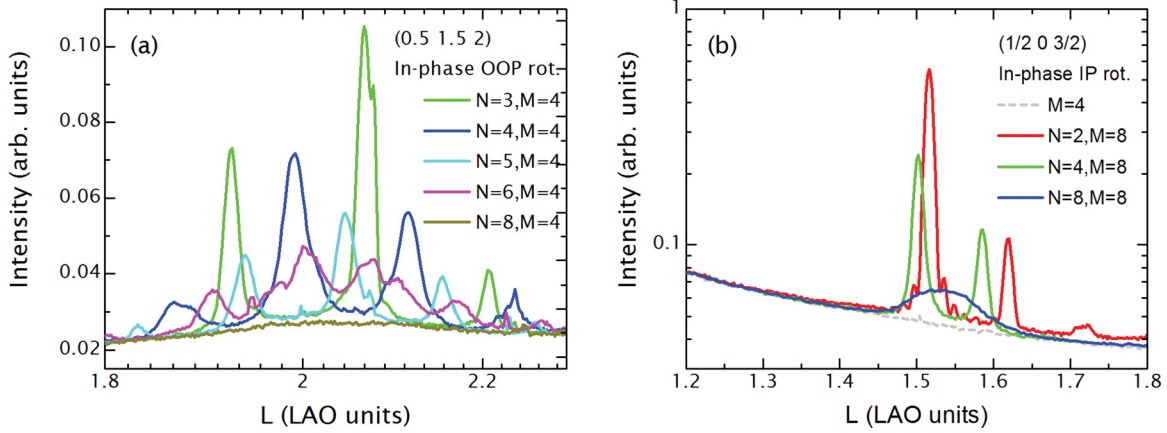 (a)
(0.5 1.5 2)
In-phase OOP rot.
N=3,M=4
N=4,M=4
N=5,M=4
N=6,M=4
N=8,M=4
Intensity (arb. units)
0.10
0.08
0.06
0.04
0.02
1.8
2
2.2
L (LAO units)
(b)
(1/2 0 3/2)
In-phase IP rot.
M=4
N=2,M=8
N=4,M=8
N=8,M=8
Intensity (arb. units)
1
0.1
1.2
1.3
1.4
1.5
1.6
1.7
1.8
L (LAO units)